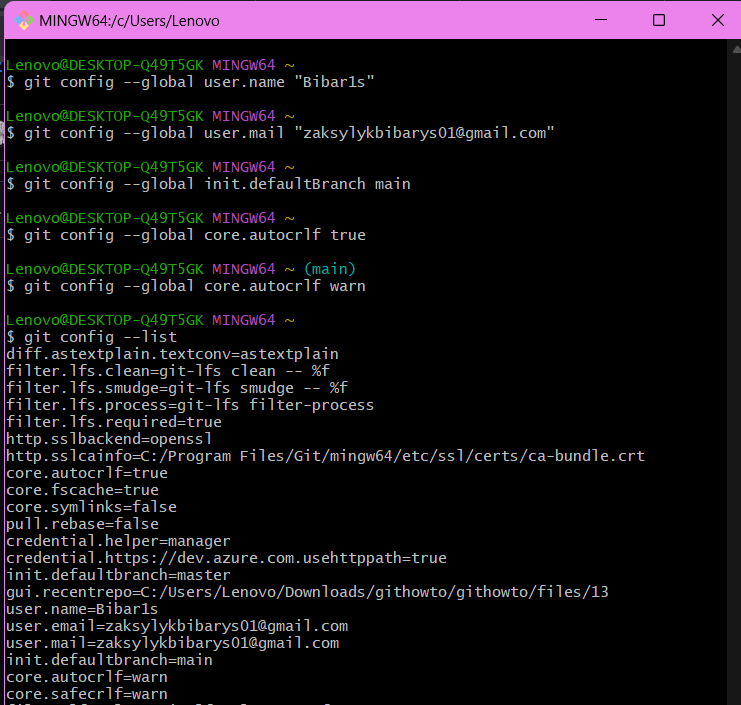 MINGW64:/c/Users/Lenovo
Lenovo@DESKTOP-Q49T5GK MINGW64 ~
$ git config --global user.name "Bibar1s"
Lenovo@DESKTOP-Q49T5GK MINGW64 ~
$ git config --global user.mail "zaksylykbibarys01@gmail.com"
Lenovo@DESKTOP-Q49T5GK MINGW64 ~
$ git config --global init.defaultBranch main
Lenovo@DESKTOP-Q49T5GK MINGW64 ~
$ git config --global core.autocrlf true
Lenovo@DESKTOP-Q49T5GK MINGW64 ~ (main)
$ git config --global core.autocrlf warn
Lenovo@DESKTOP-Q49T5GK MINGW64 ~
$ git config --list
diff.astextplain.textconv=astextplain
filter.lfs.clean=git-lfs clean -- %f
filter.lfs.smudge=git-lfs smudge -- %f
filter.lfs.process=git-lfs filter-process
filter.lfs.required=true
http.sslbackend=openssl
http.sslcainfo=C:/Program Files/Git/mingw64/etc/ssl/certs/ca-bundle.crt
core.autocrlf=true
core.fscache=true
core.symlinks=false
pull.rebase=false
credential.helper=manager
credential.https://dev.azure.com.usehttppath=true
init.defaultbranch=master
gui.recentrepo=C:/Users/Lenovo/Downloads/githowto/githowto/files/13
user.name=Bibar1s
user.email=zaksylykbibarys01@gmail.com
user.mail=zaksylykbibarys01@gmail.com
init.defaultbranch=main
core.autocrlf=warn
core.safecrlf=warn